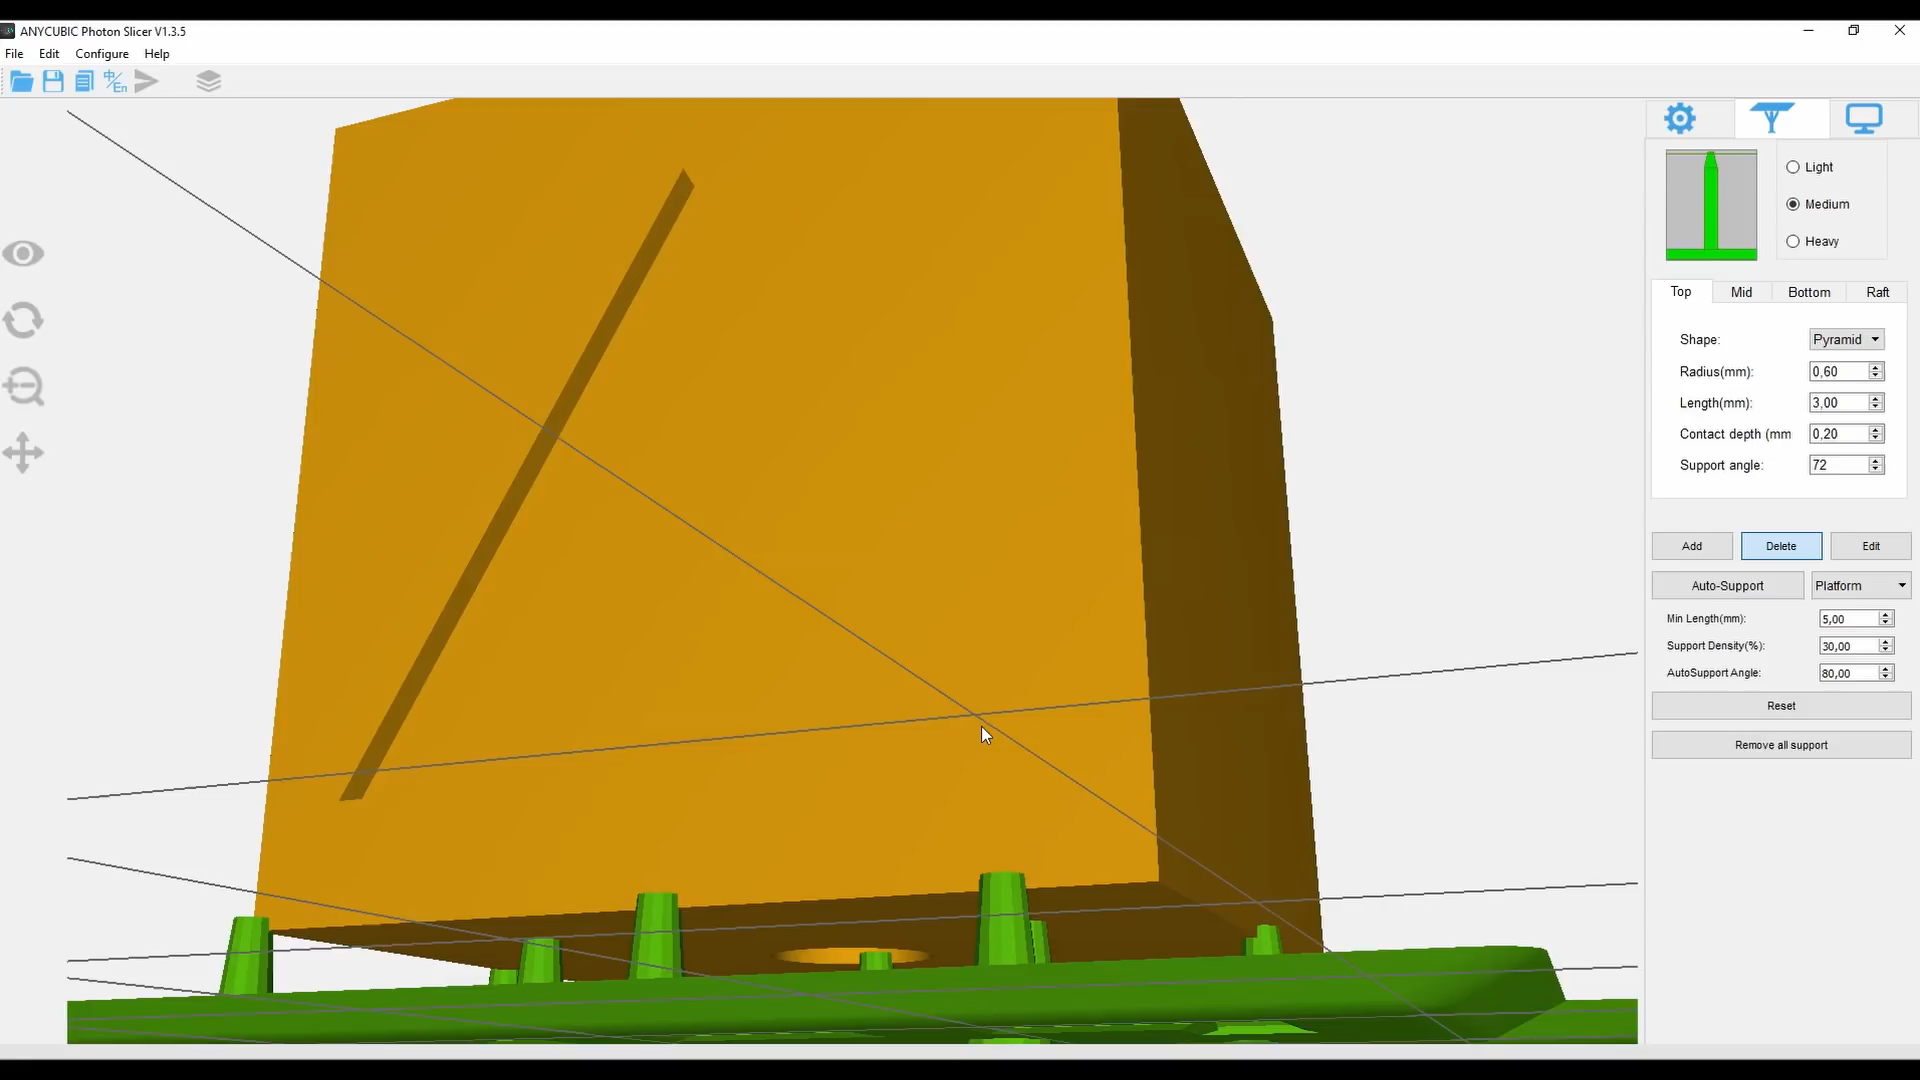 ANYCUBIC Photon Slicer V1.3.5
File Edit Configure Help
中/En
Light
Medium
Heavy
Top Mid Bottom Raft
Shape: Pyramid
Radius(mm): 0,60
Length(mm): 3,00
Contact depth (mm 0,20
Support angle: 72
Add Delete Edit
Auto-Support Platform
Min Length(mm): 5,00
Support Density(%): 30,00
AutoSupport Angle: 80,00
Reset
Remove all support